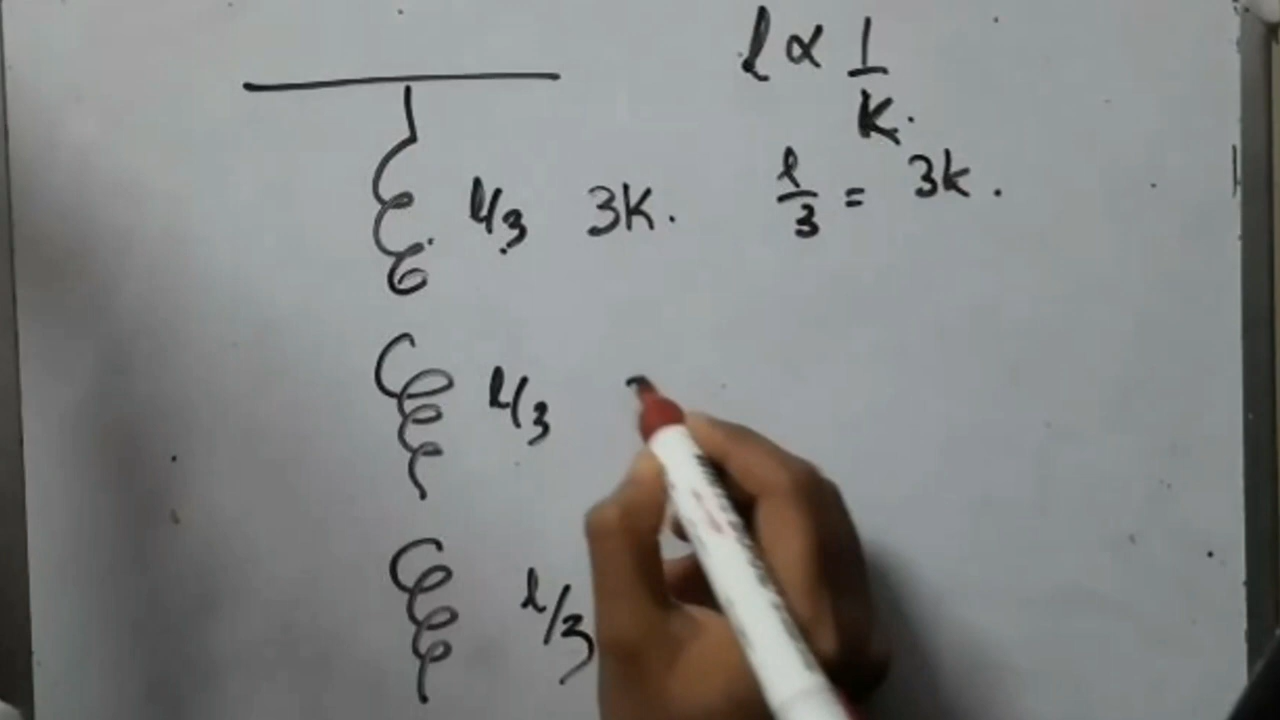 l ∝ 1/K.
l/3 3K. l/3 = 3k.
l/3
l/3